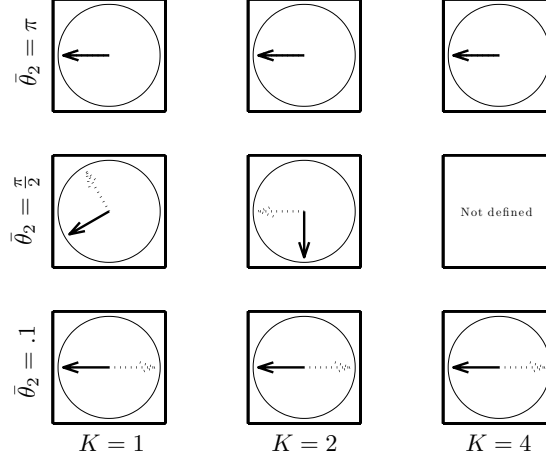 θ̄₂ = π
θ̄₂ = π/2
Not defined
θ̄₂ = .1
K = 1
K = 2
K = 4